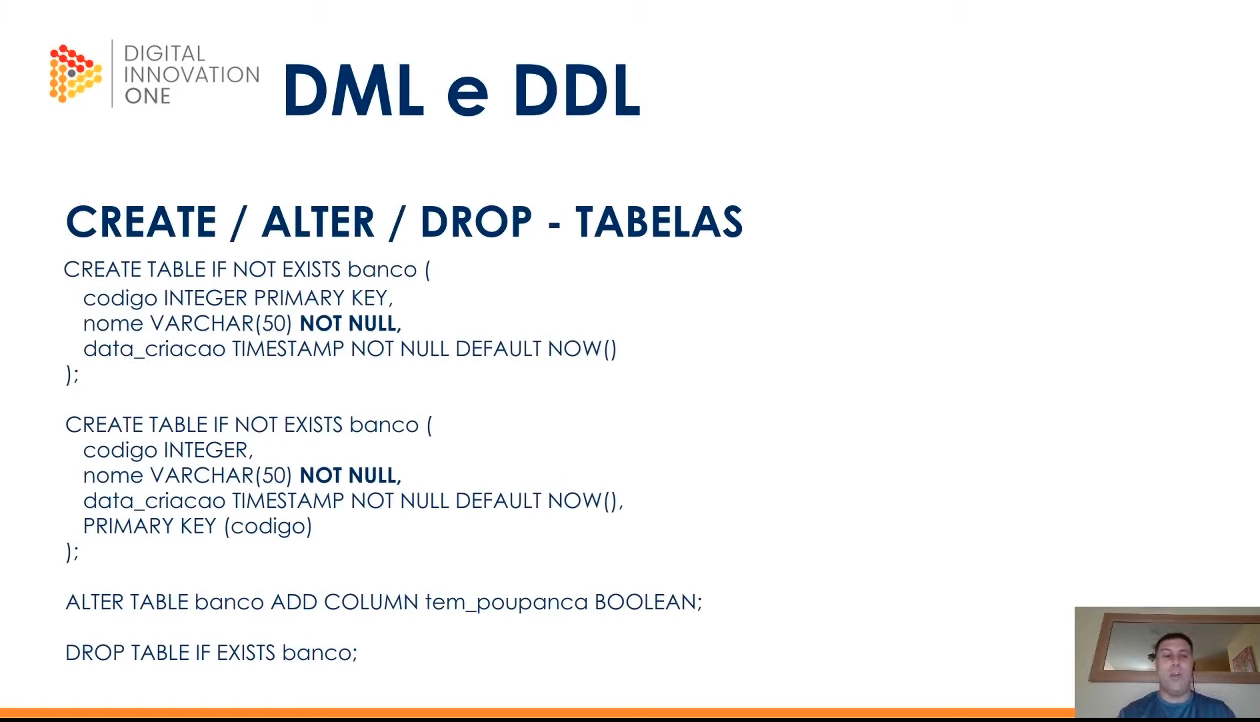 DIGITAL
INNOVATION
ONE
DML e DDL
CREATE / ALTER / DROP - TABELAS
CREATE TABLE IF NOT EXISTS banco (
codigo INTEGER PRIMARY KEY,
nome VARCHAR(50) NOT NULL,
data_criacao TIMESTAMP NOT NULL DEFAULT NOW()
);
CREATE TABLE IF NOT EXISTS banco (
codigo INTEGER,
nome VARCHAR(50) NOT NULL,
data_criacao TIMESTAMP NOT NULL DEFAULT NOW(),
PRIMARY KEY (codigo)
);
ALTER TABLE banco ADD COLUMN tem_poupanca BOOLEAN;
DROP TABLE IF EXISTS banco;